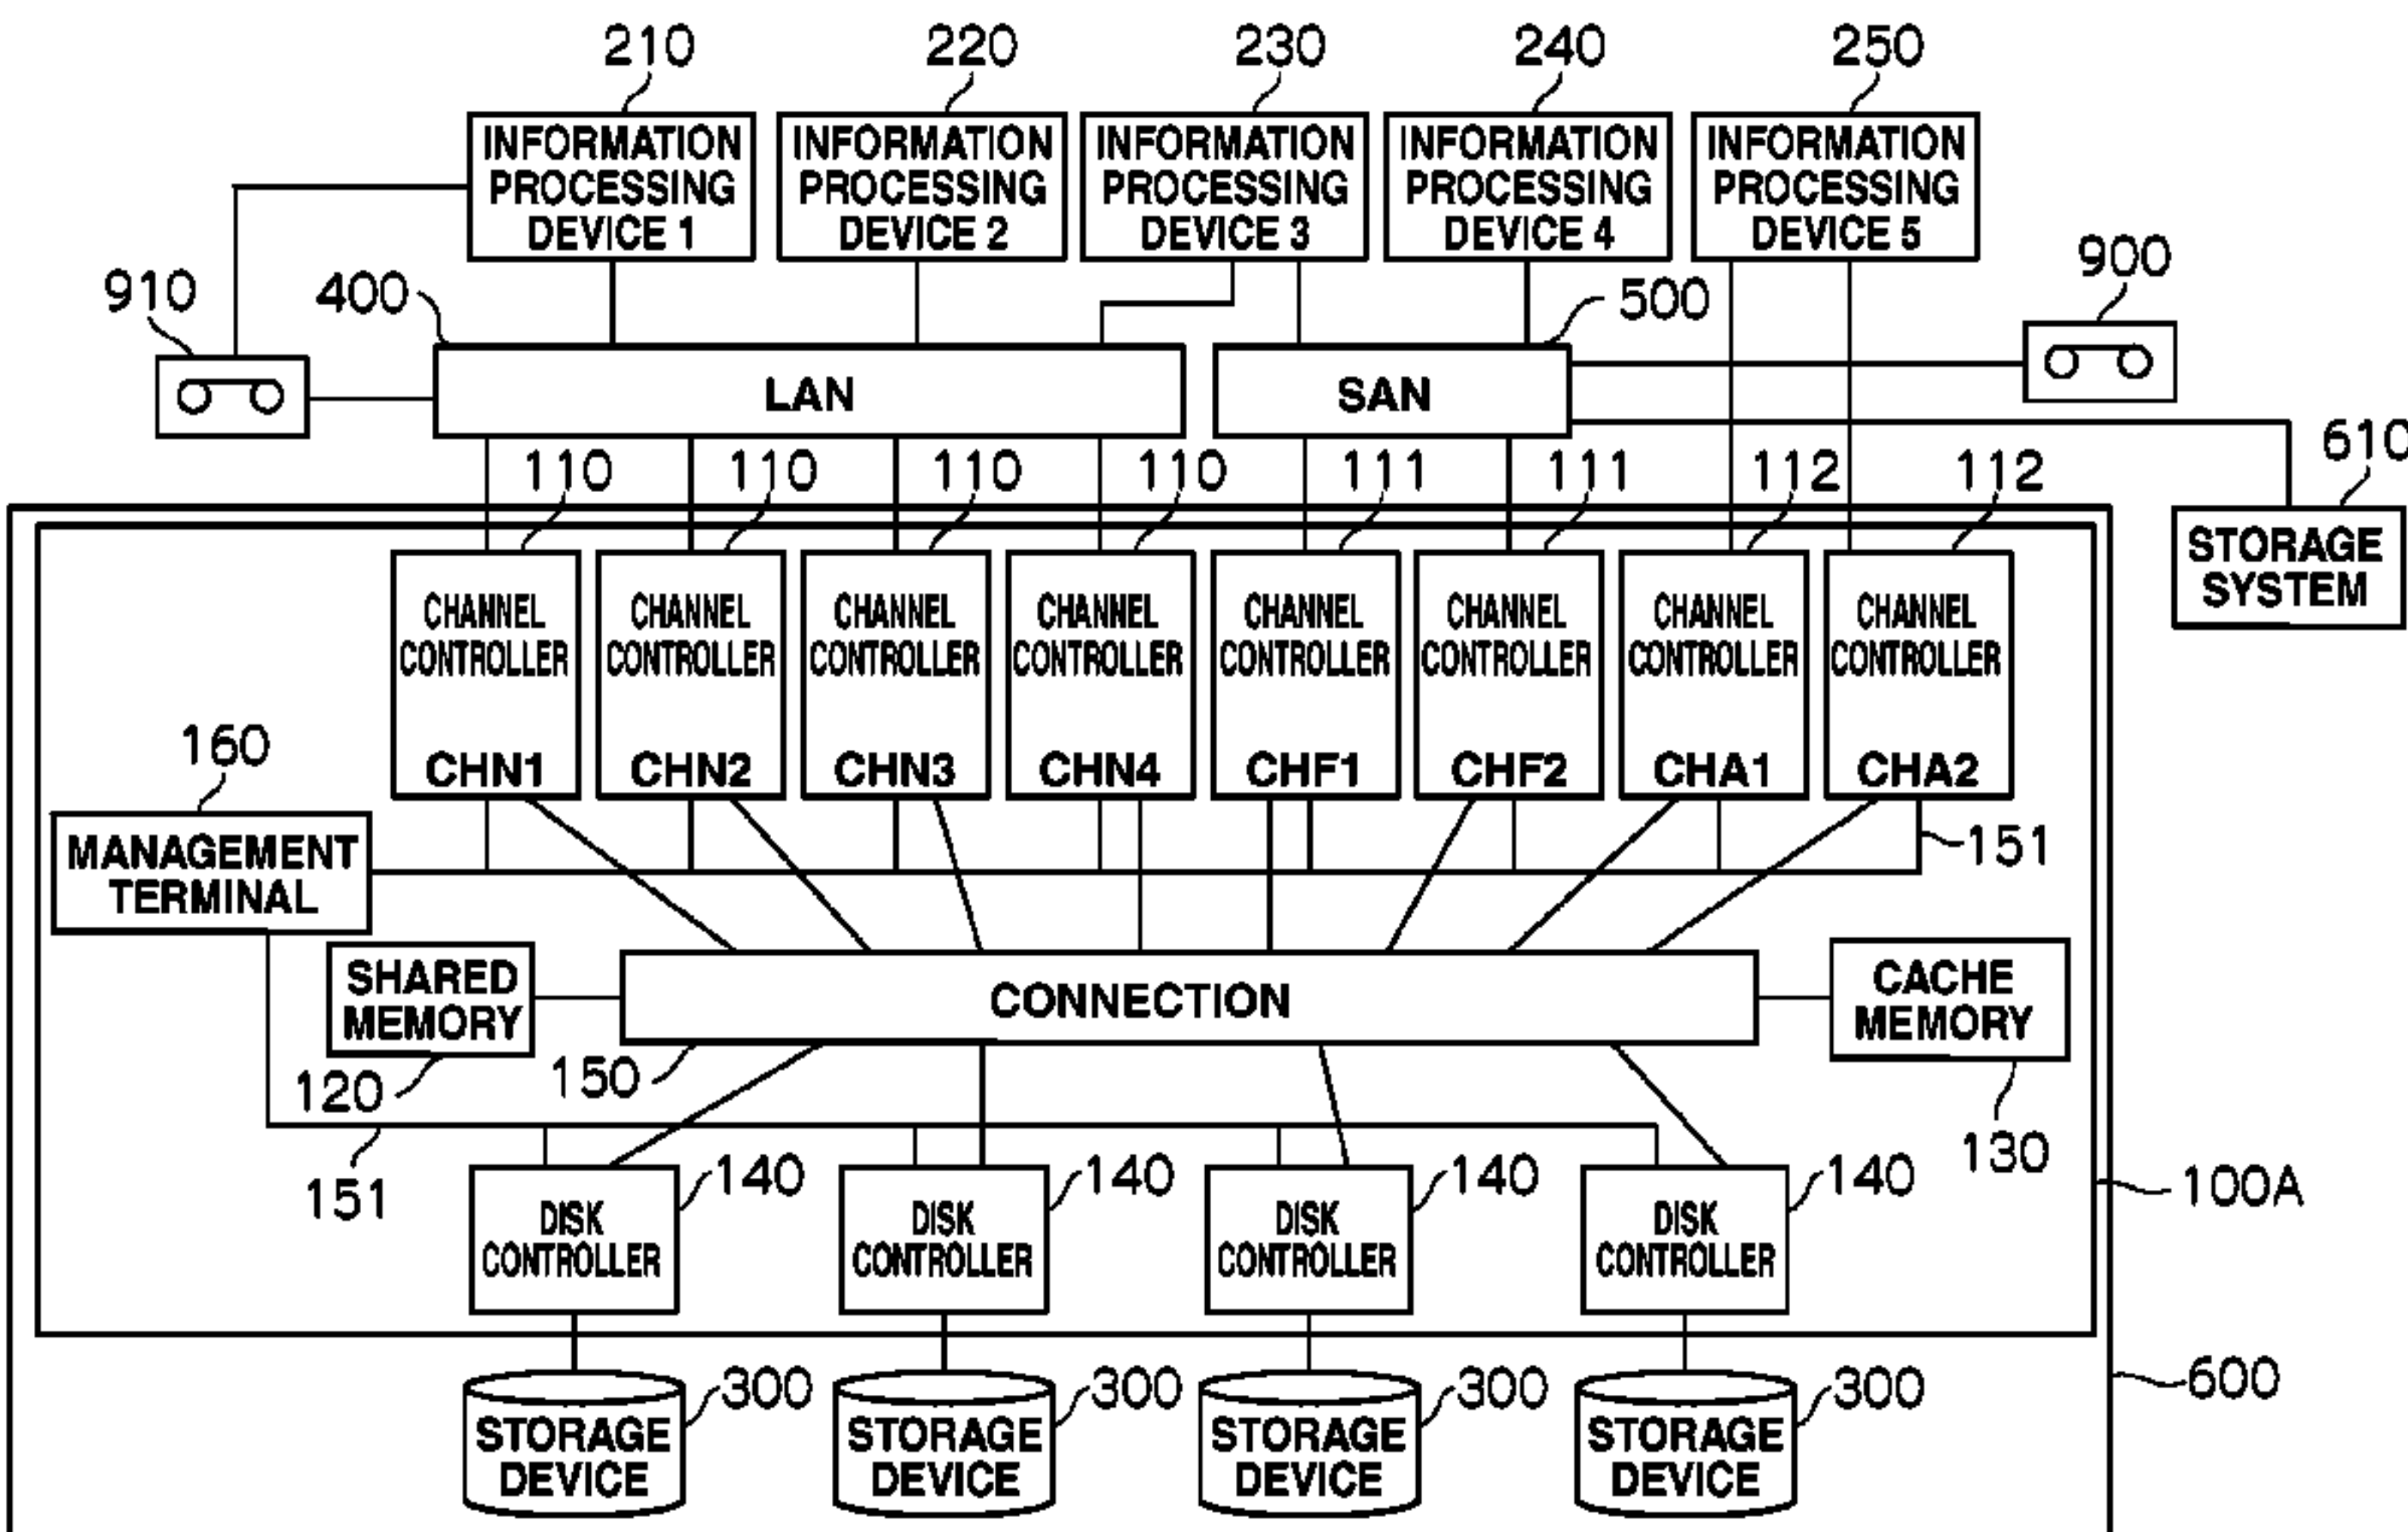 210
220
230
240
250
INFORMATION
PROCESSING
DEVICE 1
INFORMATION
PROCESSING
DEVICE 2
INFORMATION
PROCESSING
DEVICE 3
INFORMATION
PROCESSING
DEVICE 4
INFORMATION
PROCESSING
DEVICE 5
910
400
500
900
LAN
SAN
610
110
110
110
110
111
111
112
112
STORAGE
SYSTEM
CHANNEL
CONTROLLER
CHN1
CHANNEL
CONTROLLER
CHN2
CHANNEL
CONTROLLER
CHN3
CHANNEL
CONTROLLER
CHN4
CHANNEL
CONTROLLER
CHF1
CHANNEL
CONTROLLER
CHF2
CHANNEL
CONTROLLER
CHA1
CHANNEL
CONTROLLER
CHA2
160
MANAGEMENT
TERMINAL
151
SHARED
MEMORY
CONNECTION
CACHE
MEMORY
120
150
130
151
140
140
140
140
100A
DISK
CONTROLLER
DISK
CONTROLLER
DISK
CONTROLLER
DISK
CONTROLLER
300
300
300
300
600
STORAGE
DEVICE
STORAGE
DEVICE
STORAGE
DEVICE
STORAGE
DEVICE